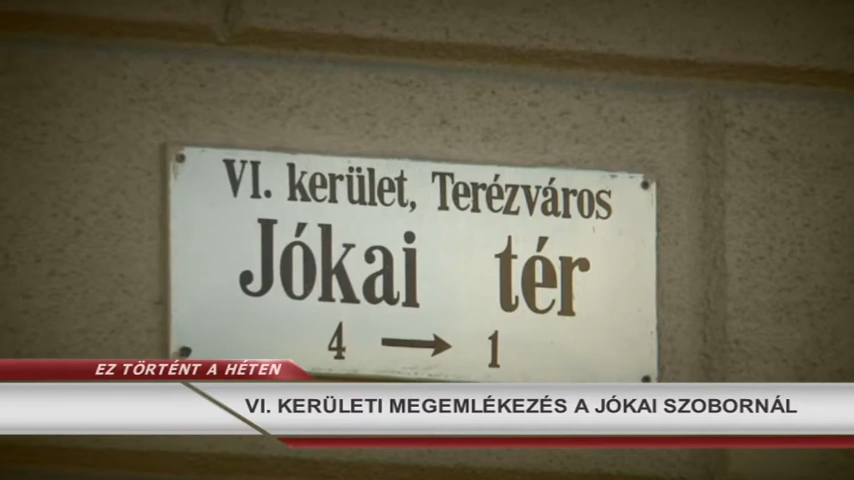 VI. kerület, Terézváros
Jókai tér
4 → 1
EZ TÖRTÉNT A HÉTEN
VI. KERÜLETI MEGEMLÉKEZÉS A JÓKAI SZOBORNÁL